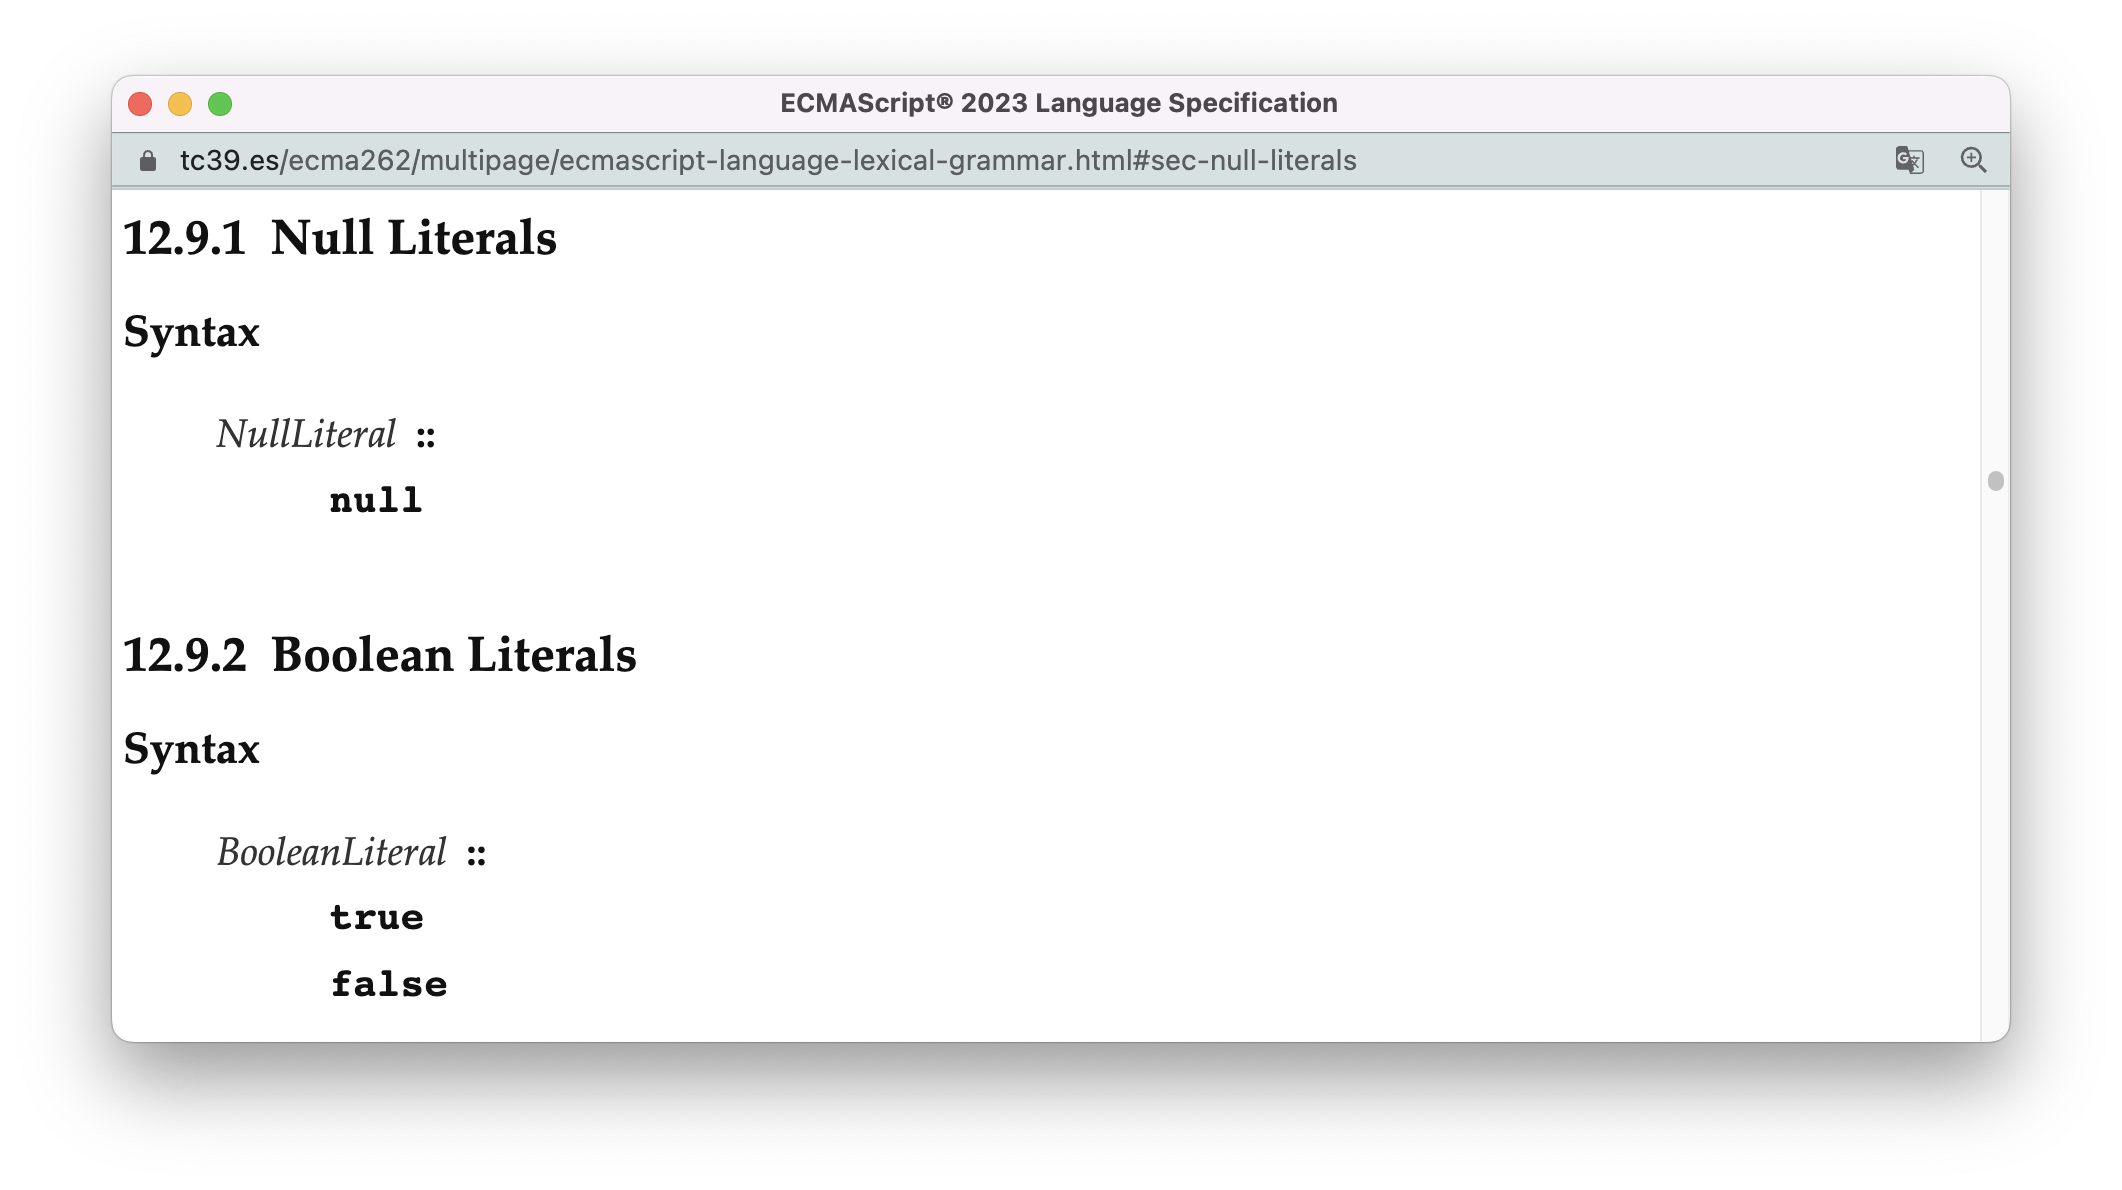 ECMAScript® 2023 Language Specification
tc39.es/ecma262/multipage/ecmascript-language-lexical-grammar.html#sec-null-literals
12.9.1 Null Literals
Syntax
NullLiteral ::
null
12.9.2 Boolean Literals
Syntax
BooleanLiteral ::
true
false